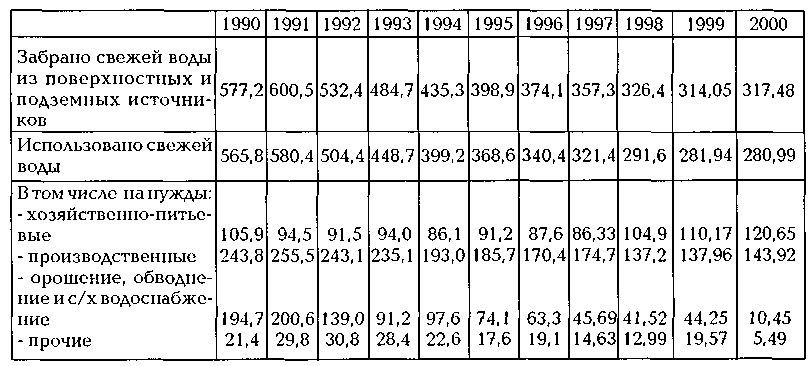 1990 1991 1992 1993 1994 1995 1996 1997 1998 1999 2000
Забрано свежей воды
из поверхностных и
подземных источни-
ков
577,2 600,5 532,4 484,7 435,3 398,9 374,1 357,3 326,4 314,05 317,48
Использовано свежей
воды
565,8 580,4 504,4 448,7 399,2 368,6 340,4 321,4 291,6 281,94 280,99
В том числе на нужды:
- хозяйственно-питье-
вые 105,9 94,5 91,5 94,0 86,1 91,2 87,6 86,33 104,9 110,17 120,65
- производственные 243,8 255,5 243,1 235,1 193,0 185,7 170,4 174,7 137,2 137,96 143,92
- орошение, обводне-
ние и с/х водоснабже-
ние 194,7 200,6 139,0 91,2 97,6 74,1 63,3 45,69 41,52 44,25 10,45
- прочие 21,4 29,8 30,8 28,4 22,6 17,6 19,1 14,63 12,99 19,57 5,49